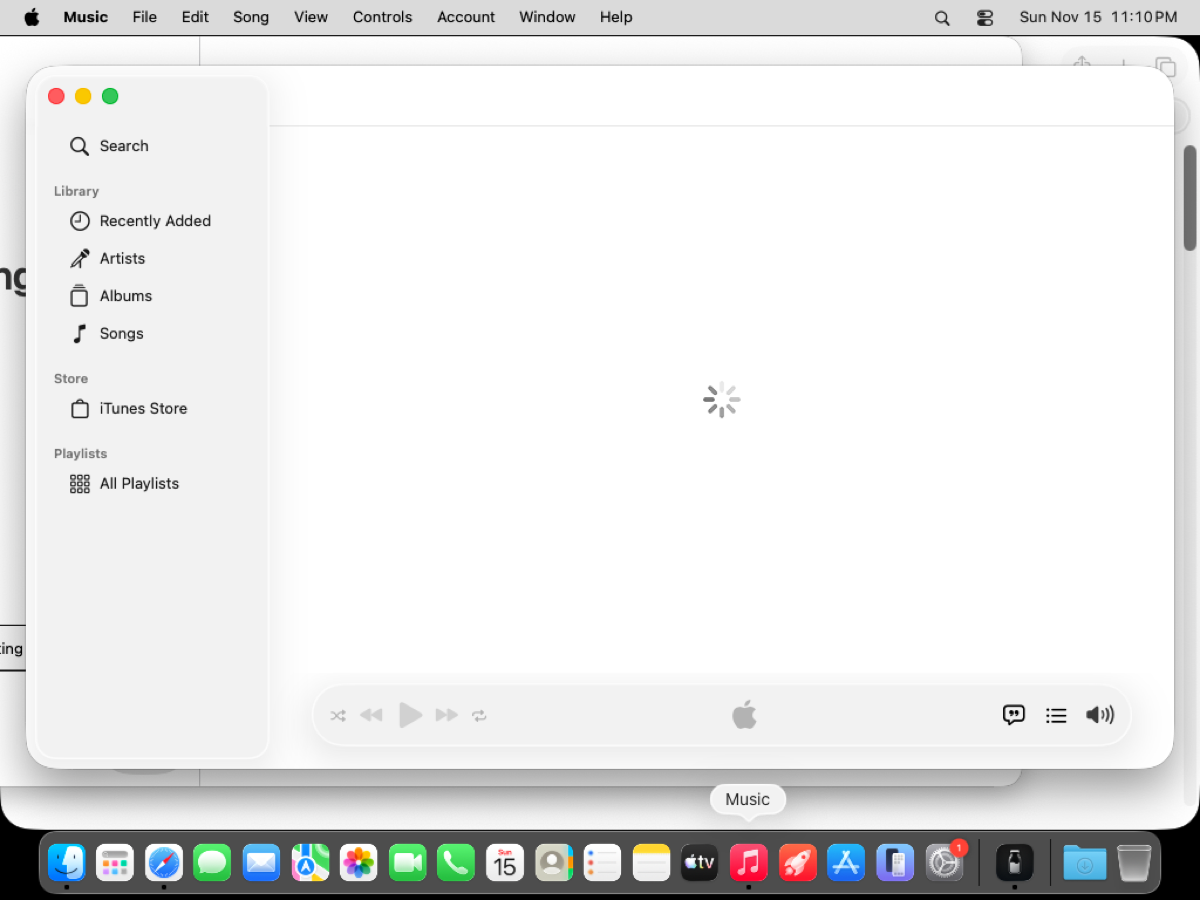 Music File Edit Song View Controls Account Window Help Sun Nov 15 11:10 PM
Search
Library
Recently Added
Artists
Albums
Songs
Store
iTunes Store
Playlists
All Playlists
Music
Sun
15
tv
1